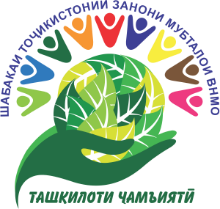 ШАБАКАИ ТОҶИКИСТОНИИ ЗАНОНИ МУБТАЛОИ ВНМО
ТАШКИЛОТИ ҶАМЪИЯТӢ